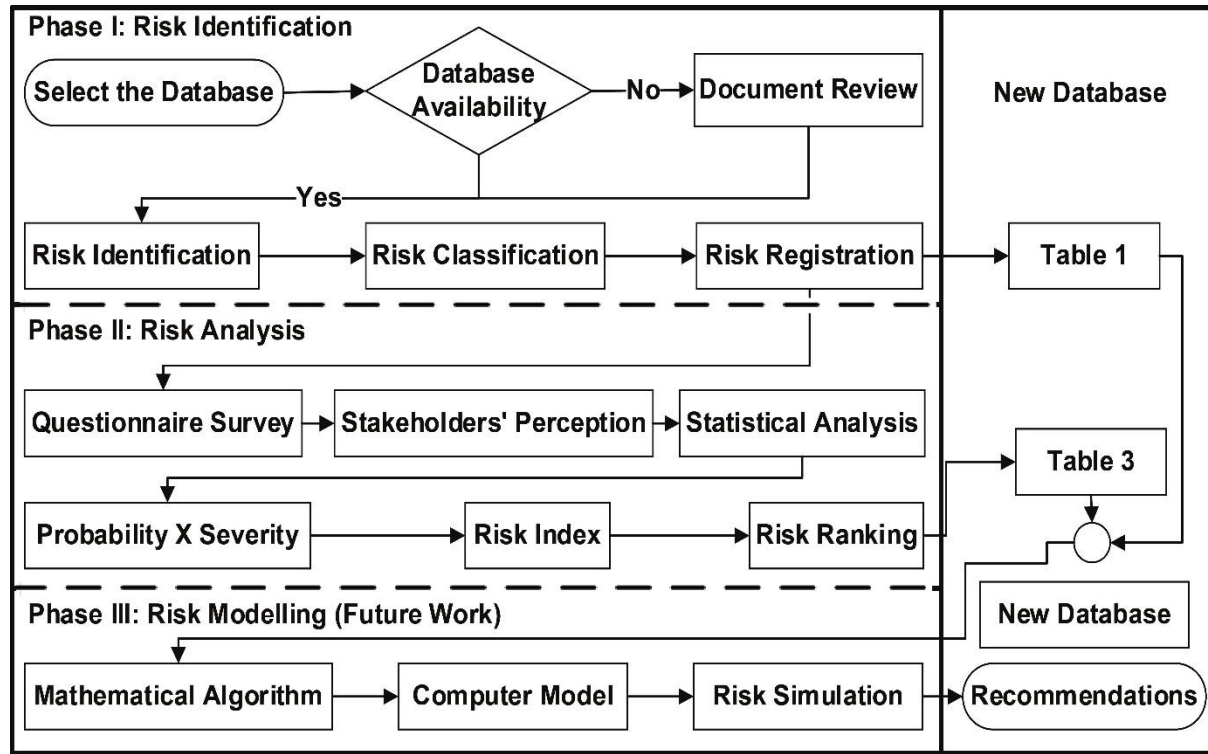 Phase I: Risk Identification
Select the Database
Database
Availability
No
Document Review
New Database
Yes
Risk Identification
Risk Classification
Risk Registration
Table 1
Phase II: Risk Analysis
Questionnaire Survey
Stakeholders' Perception
Statistical Analysis
Table 3
Probability X Severity
Risk Index
Risk Ranking
Phase III: Risk Modelling (Future Work)
New Database
Mathematical Algorithm
Computer Model
Risk Simulation
Recommendations